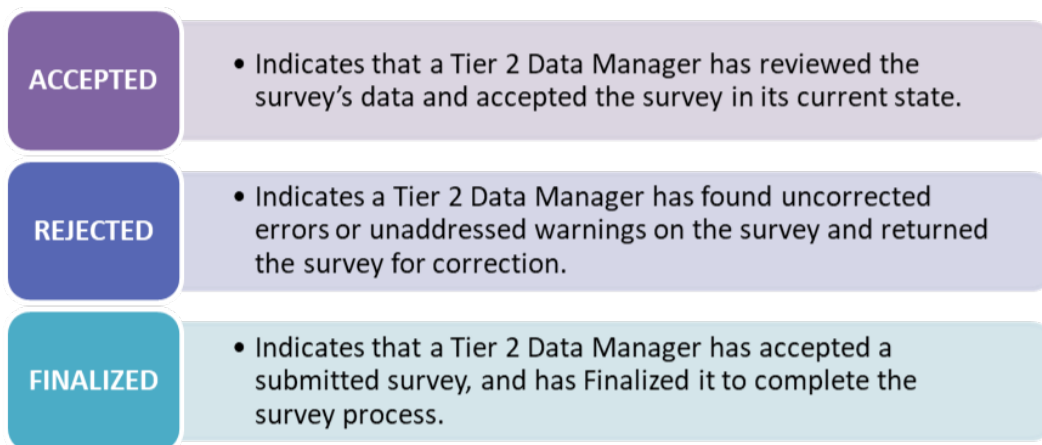 ACCEPTED
• Indicates that a Tier 2 Data Manager has reviewed the
survey's data and accepted the survey in its current state.
REJECTED
• Indicates a Tier 2 Data Manager has found uncorrected
errors or unaddressed warnings on the survey and returned
the survey for correction.
FINALIZED
• Indicates that a Tier 2 Data Manager has accepted a
submitted survey, and has Finalized it to complete the
survey process.